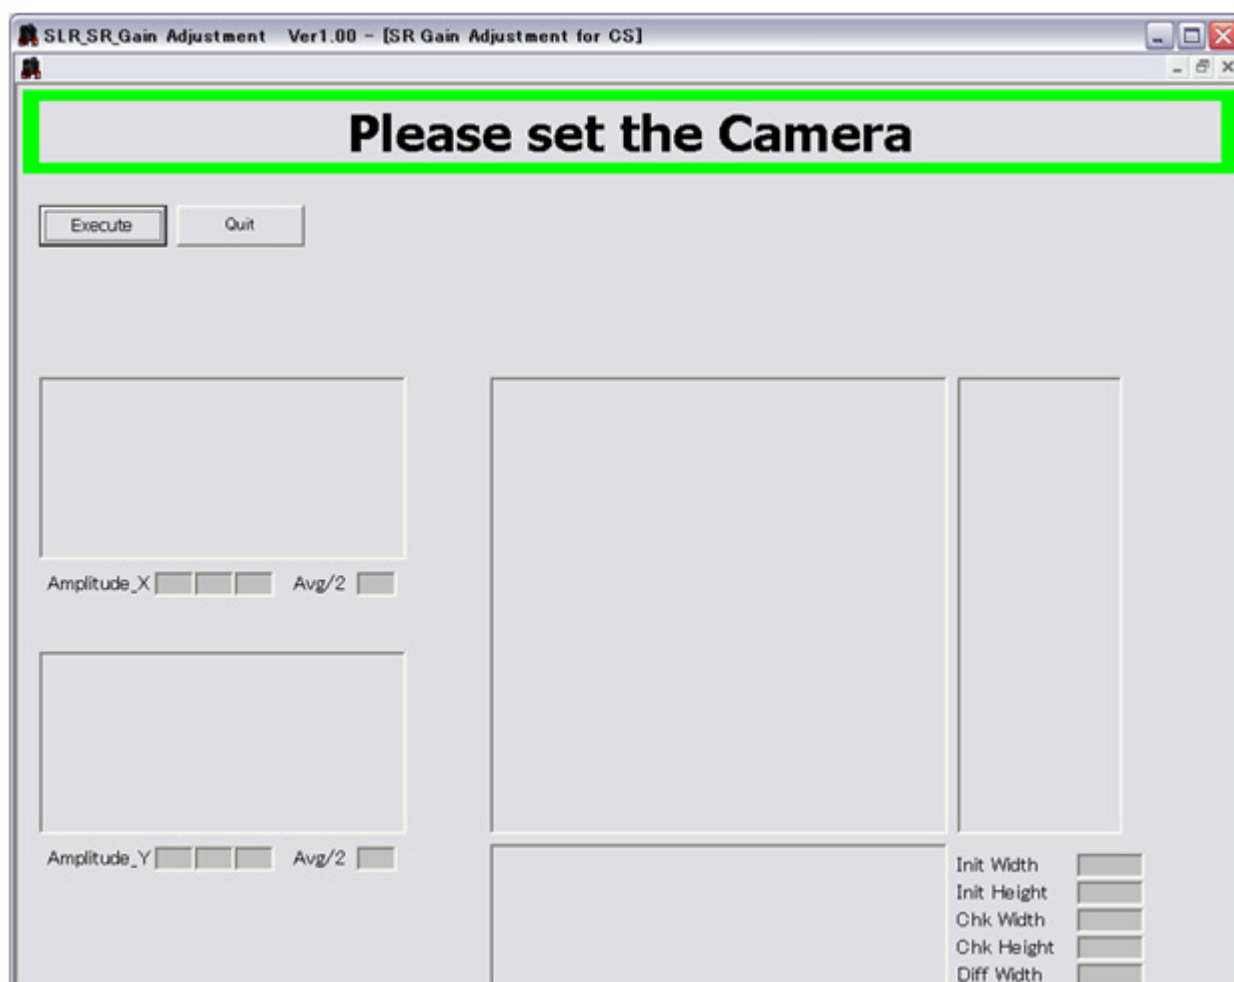 SLR_SR_Gain Adjustment Ver1.00 - [SR Gain Adjustment for CS]
Please set the Camera
Execute Quit
Amplitude_X Avg/2
Amplitude_Y Avg/2
Init Width
Init Height
Chk Width
Chk Height
Diff Width